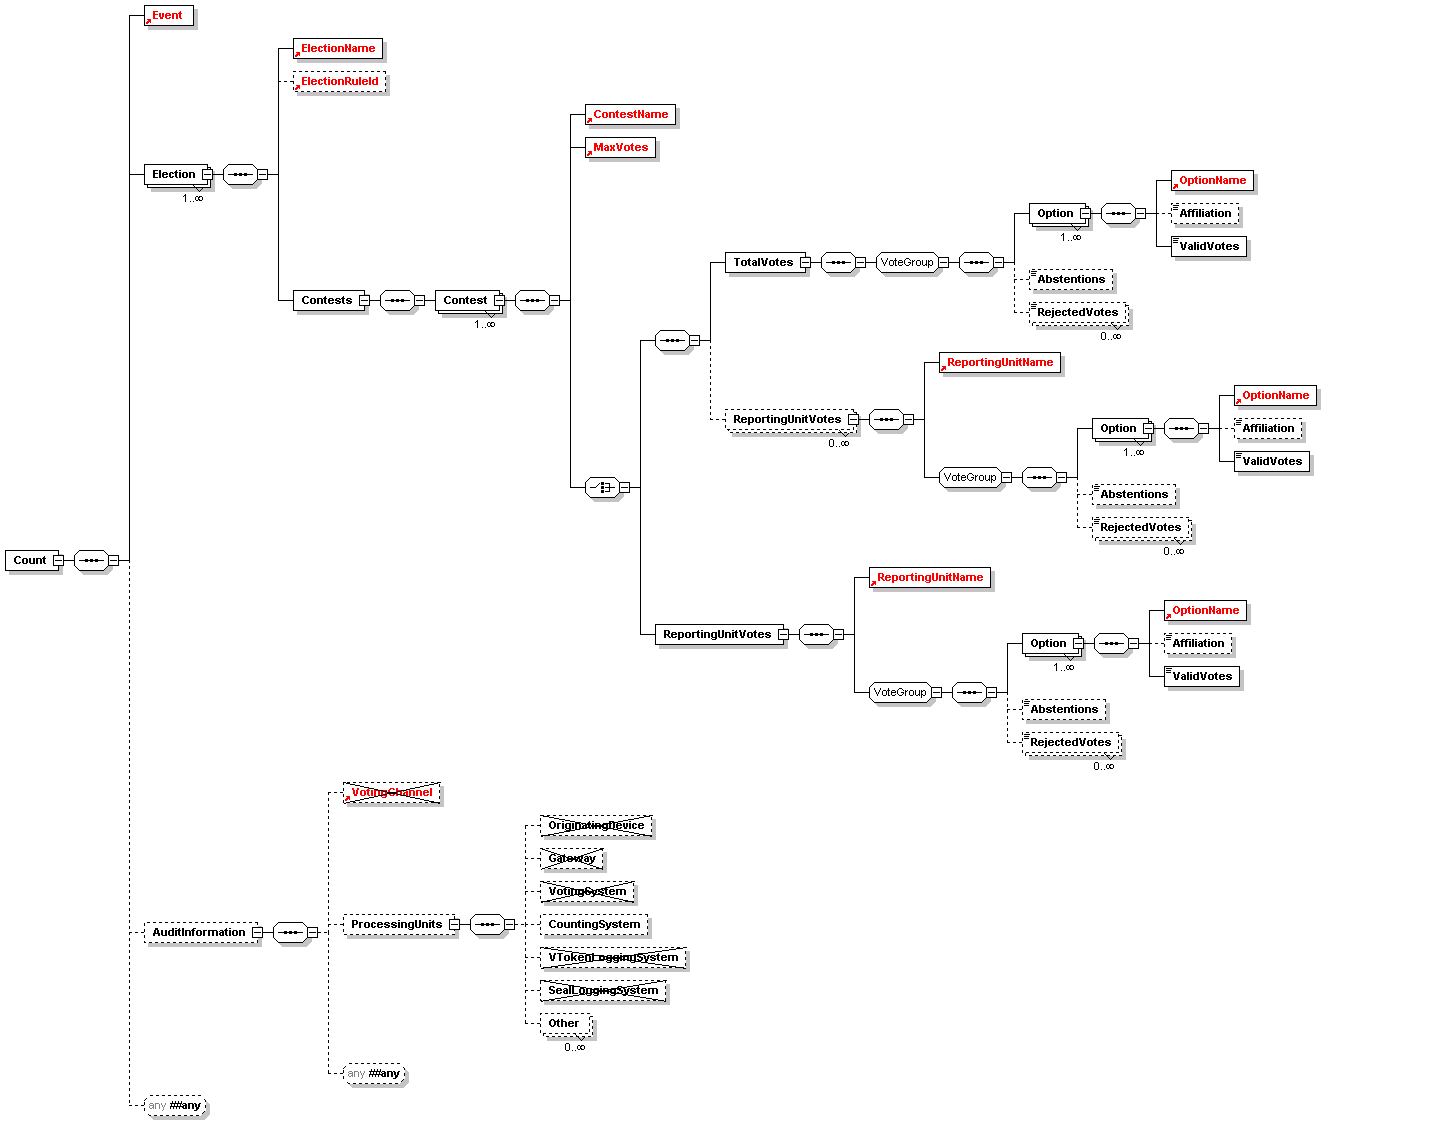 Event
ElectionName
ElectionRuleId
ContestName
MaxVotes
Election
1..∞
OptionName
Option
Affiliation
1..∞
ValidVotes
TotalVotes
VoteGroup
Abstentions
Contests
Contest
1..∞
RejectedVotes
0..∞
ReportingUnitName
OptionName
ReportingUnitVotes
0..∞
Option
1..∞
Affiliation
ValidVotes
VoteGroup
Abstentions
RejectedVotes
0..∞
Count
ReportingUnitName
OptionName
ReportingUnitVotes
Option
1..∞
Affiliation
ValidVotes
VoteGroup
Abstentions
RejectedVotes
0..∞
VotingChannel
OriginatingDevice
Gateway
VotingSystem
AuditInformation
ProcessingUnits
CountingSystem
VTokenLoggingSystem
SealLoggingSystem
Other
0..∞
any ##any
any ##any